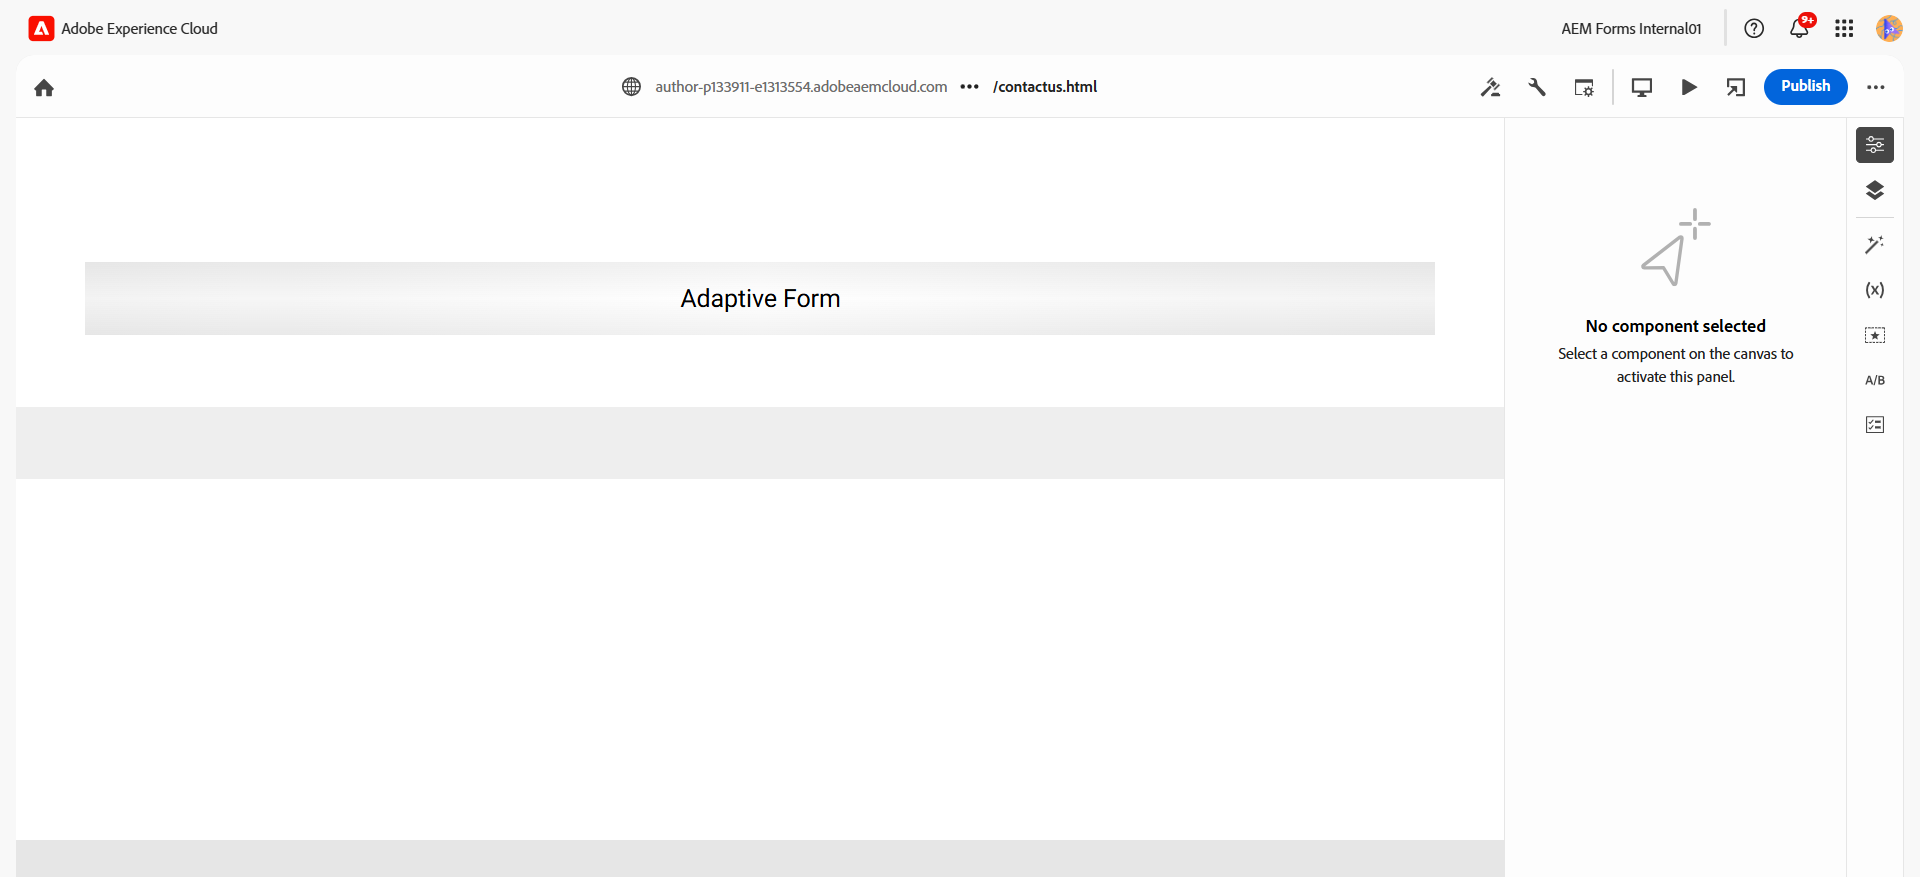 Adobe Experience Cloud
AEM Forms Internal01
9+
author-p133911-e1313554.adobeaemcloud.com ••• /contactus.html
Publish
Adaptive Form
No component selected
Select a component on the canvas to
activate this panel.
(x)
A/B